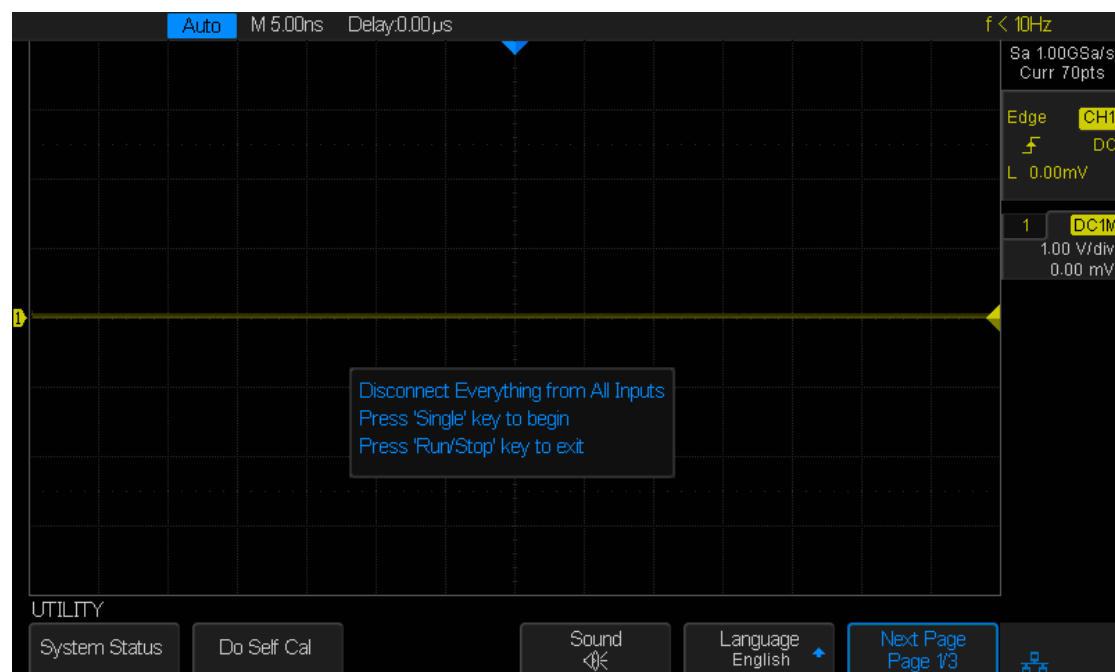 Auto M 5.00ns Delay:0.00µs f < 10Hz
Sa 1.00GSa/s
Curr 70pts
Edge CH1
DC
L 0.00mV
1 DC1M
1.00 V/div
0.00 mV
1
Disconnect Everything from All Inputs
Press 'Single' key to begin
Press 'Run/Stop' key to exit
UTILITY
System Status
Do Self Cal
Sound
Language
English
Next Page
Page 1/3